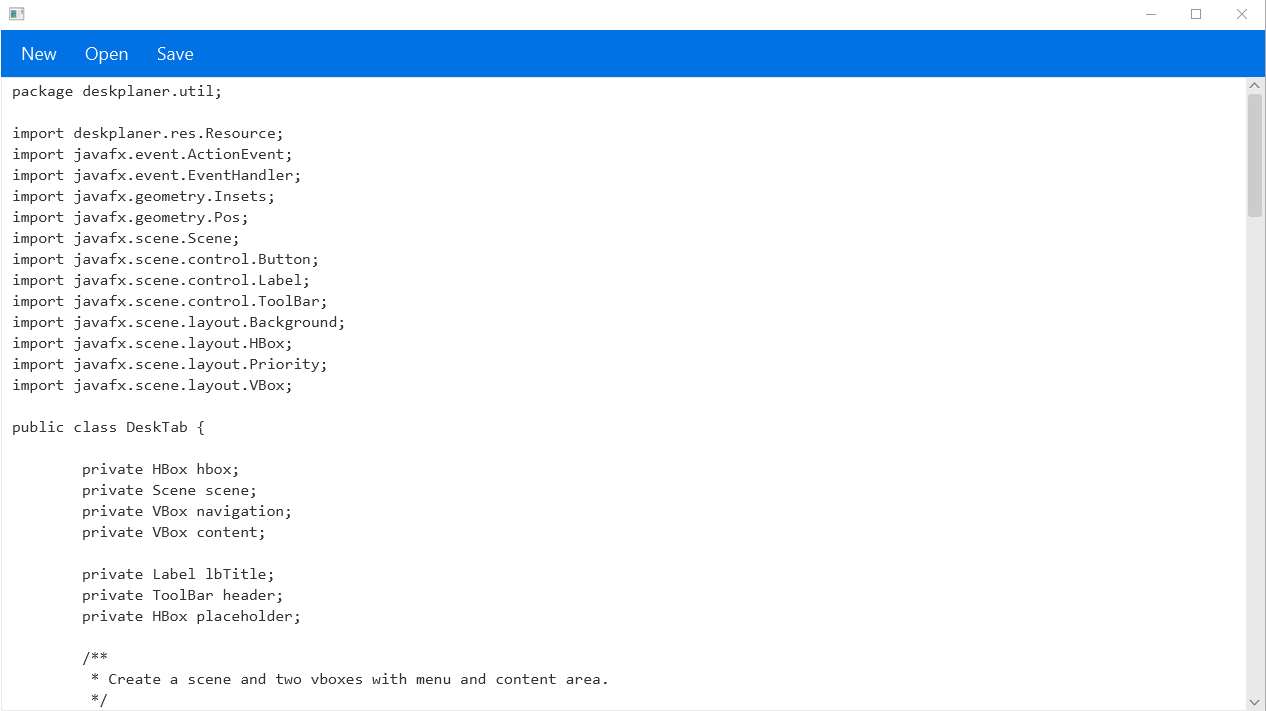 New Open Save
package deskplaner.util;
import deskplaner.res.Resource;
import javafx.event.ActionEvent;
import javafx.event.EventHandler;
import javafx.geometry.Insets;
import javafx.geometry.Pos;
import javafx.scene.Scene;
import javafx.scene.control.Button;
import javafx.scene.control.Label;
import javafx.scene.control.ToolBar;
import javafx.scene.layout.Background;
import javafx.scene.layout.HBox;
import javafx.scene.layout.Priority;
import javafx.scene.layout.VBox;
public class DeskTab {
private HBox hbox;
private Scene scene;
private VBox navigation;
private VBox content;
private Label lbTitle;
private ToolBar header;
private HBox placeholder;
/**
* Create a scene and two vboxes with menu and content area.
*/